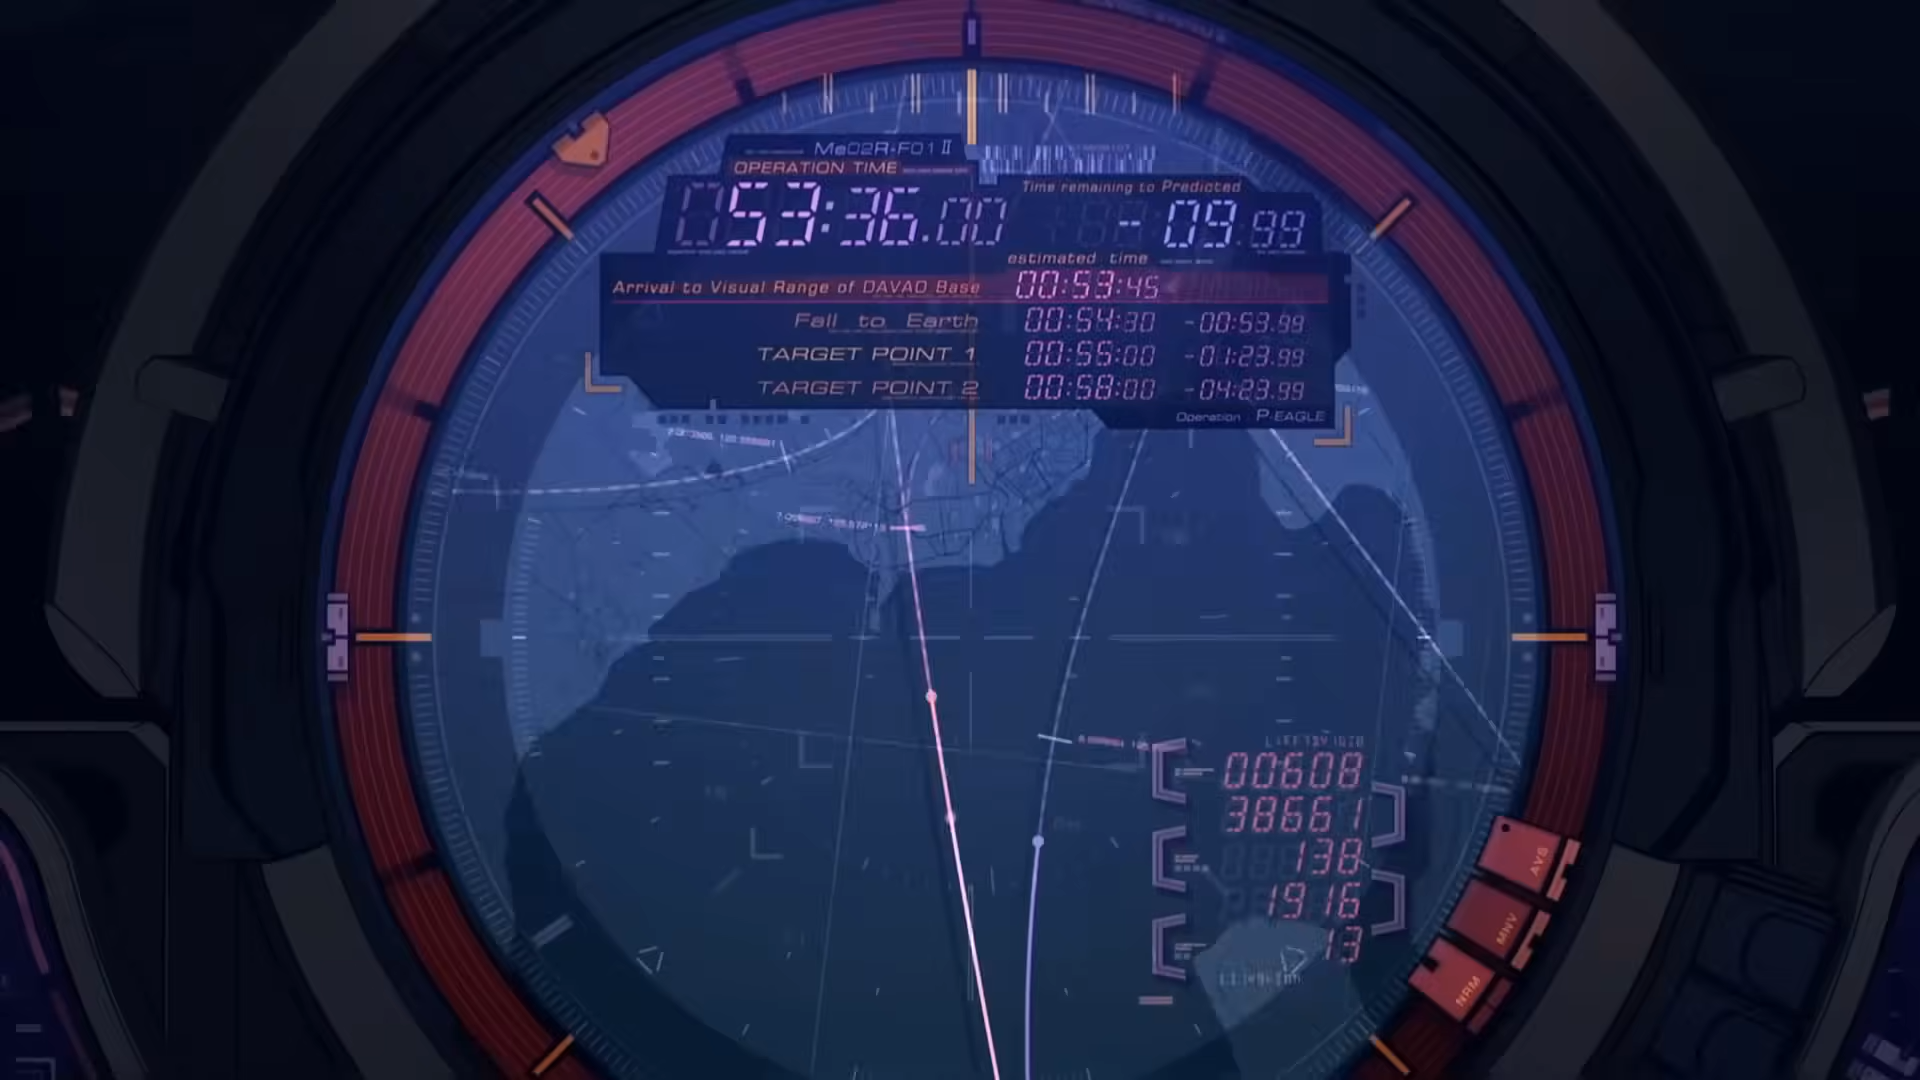 Me02R-F01 II
OPERATION TIME
53:36.00
Time remaining to Predicted
-09.99
estimated time
Arrival to Visual Range of DAVAO Base 00:53:45
Fall to Earth 00:54:30 -00:53.99
TARGET POINT 1 00:55:00 -01:23.99
TARGET POINT 2 00:58:00 -04:23.99
Operation P-EAGLE
00608
38661
138
1916
13
AVS
MNV
NRM